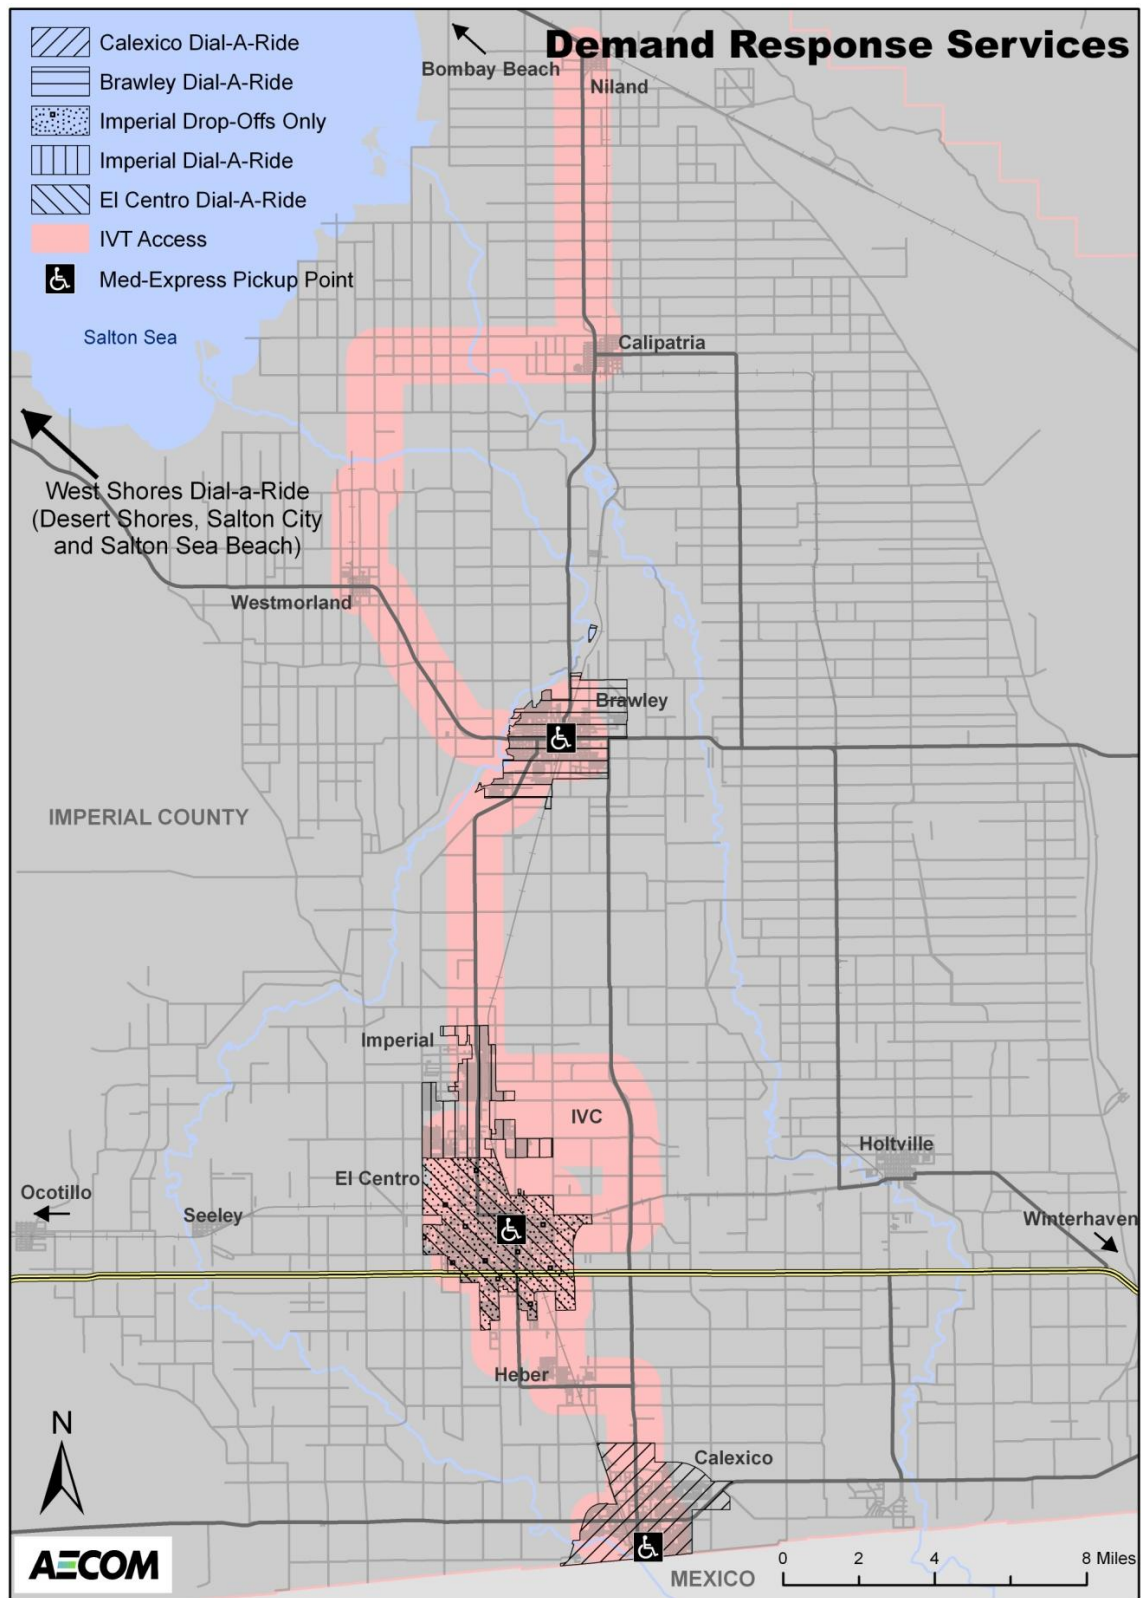 Demand Response Services
Calexico Dial-A-Ride
Brawley Dial-A-Ride
Imperial Drop-Offs Only
Imperial Dial-A-Ride
El Centro Dial-A-Ride
IVT Access
Med-Express Pickup Point
Bombay Beach
Niland
Salton Sea
Calipatria
West Shores Dial-a-Ride
(Desert Shores, Salton City
and Salton Sea Beach)
Westmorland
Brawley
IMPERIAL COUNTY
Imperial
IVC
Holtville
El Centro
Ocotillo
Seeley
Winterhaven
Heber
N
Calexico
AECOM
MEXICO
0 2 4 8 Miles